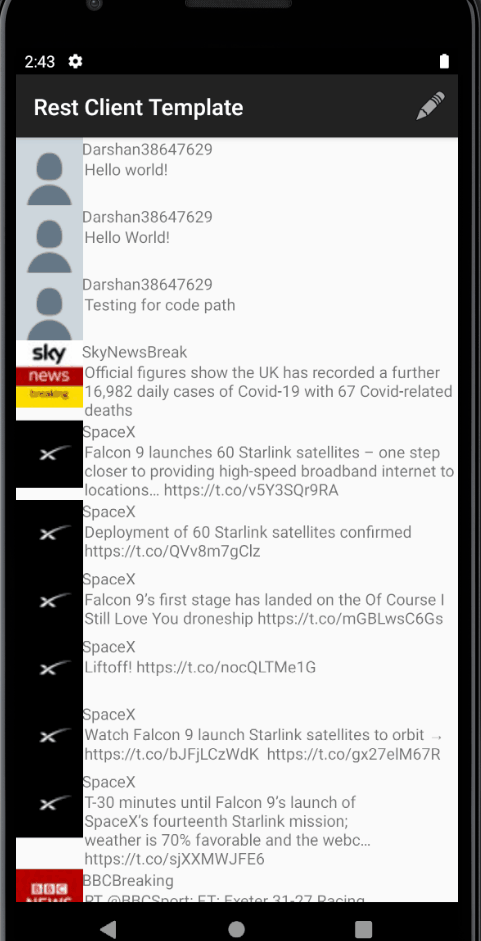 2:43
Rest Client Template
Darshan38647629
Hello world!
Darshan38647629
Hello World!
Darshan38647629
Testing for code path
sky
news
breaking
SkyNewsBreak
Official figures show the UK has recorded a further
16,982 daily cases of Covid-19 with 67 Covid-related
deaths
SpaceX
Falcon 9 launches 60 Starlink satellites – one step
closer to providing high-speed broadband internet to
locations… https://t.co/v5Y3SQr9RA
SpaceX
Deployment of 60 Starlink satellites confirmed
https://t.co/QVv8m7gClz
SpaceX
Falcon 9's first stage has landed on the Of Course I
Still Love You droneship https://t.co/mGBLwsC6Gs
SpaceX
Liftoff! https://t.co/nocQLTMe1G
SpaceX
Watch Falcon 9 launch Starlink satellites to orbit →
https://t.co/bJFjLCzWdK https://t.co/gx27elM67R
SpaceX
T-30 minutes until Falcon 9's launch of
SpaceX's fourteenth Starlink mission;
weather is 70% favorable and the webc…
https://t.co/sjXXMWJFE6
BBC
NEWS
BBCBreaking
RT @BBCSport: FT: Exeter 31-27 Racing